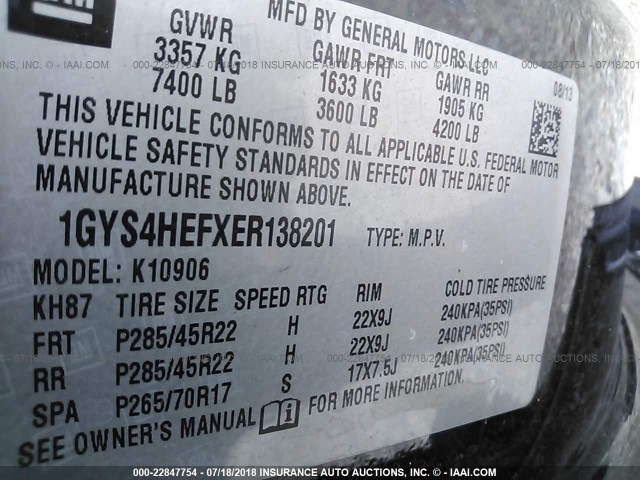 GM
MFD BY GENERAL MOTORS LLC
GVWR GAWR FRT GAWR RR 08/13
3357 KG 1633 KG 1905 KG
7400 LB 3600 LB 4200 LB
THIS VEHICLE CONFORMS TO ALL APPLICABLE U.S. FEDERAL MOTOR
VEHICLE SAFETY STANDARDS IN EFFECT ON THE DATE OF
MANUFACTURE SHOWN ABOVE.
1GYS4HEFXER138201 TYPE: M.P.V.
MODEL: K10906
KH87 TIRE SIZE SPEED RTG RIM COLD TIRE PRESSURE
FRT P285/45R22 H 22X9J 240KPA(35PSI)
RR P285/45R22 H 22X9J 240KPA(35PSI)
SPA P265/70R17 S 17X7.5J 240KPA(35PSI)
SEE OWNER'S MANUAL FOR MORE INFORMATION.
000-22847754 - 07/18/2018 INSURANCE AUTO AUCTIONS, INC. - © IAAI.COM